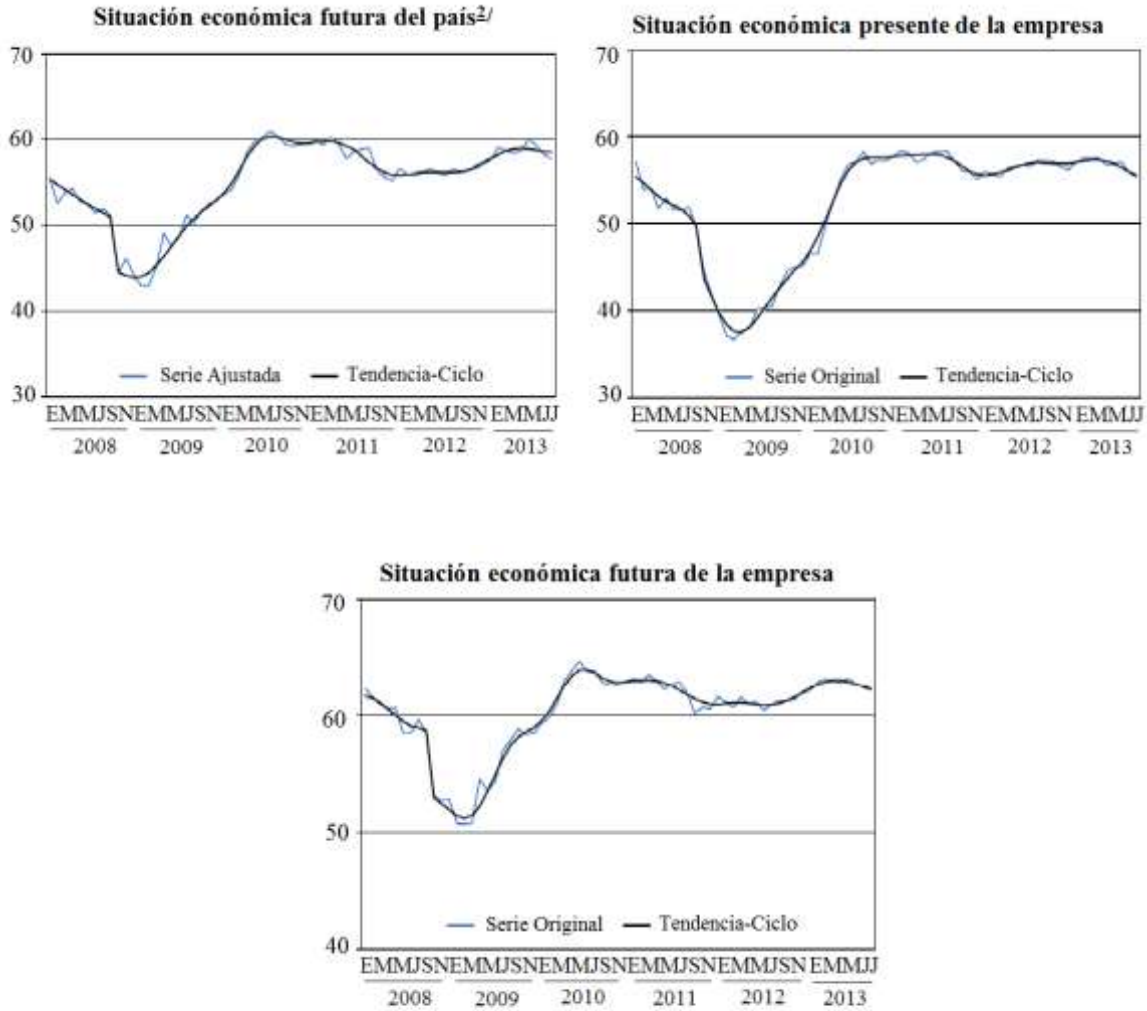 Situación económica futura del país2/
70
60
50
40
30
Serie Ajustada
Tendencia-Ciclo
EMMJSNEMMJSNEMMJSNEMMJSNEMMJSN EMMJJ
2008 2009 2010 2011 2012 2013
Situación económica presente de la empresa
70
60
50
40
30
Serie Original
Tendencia-Ciclo
EMMJSNEMMJSNEMMJSNEMMJSNEMMJSN EMMJJ
2008 2009 2010 2011 2012 2013
Situación económica futura de la empresa
70
60
50
40
Serie Original
Tendencia-Ciclo
EMMJSNEMMJSNEMMJSNEMMJSNEMMJSN EMMJJ
2008 2009 2010 2011 2012 2013